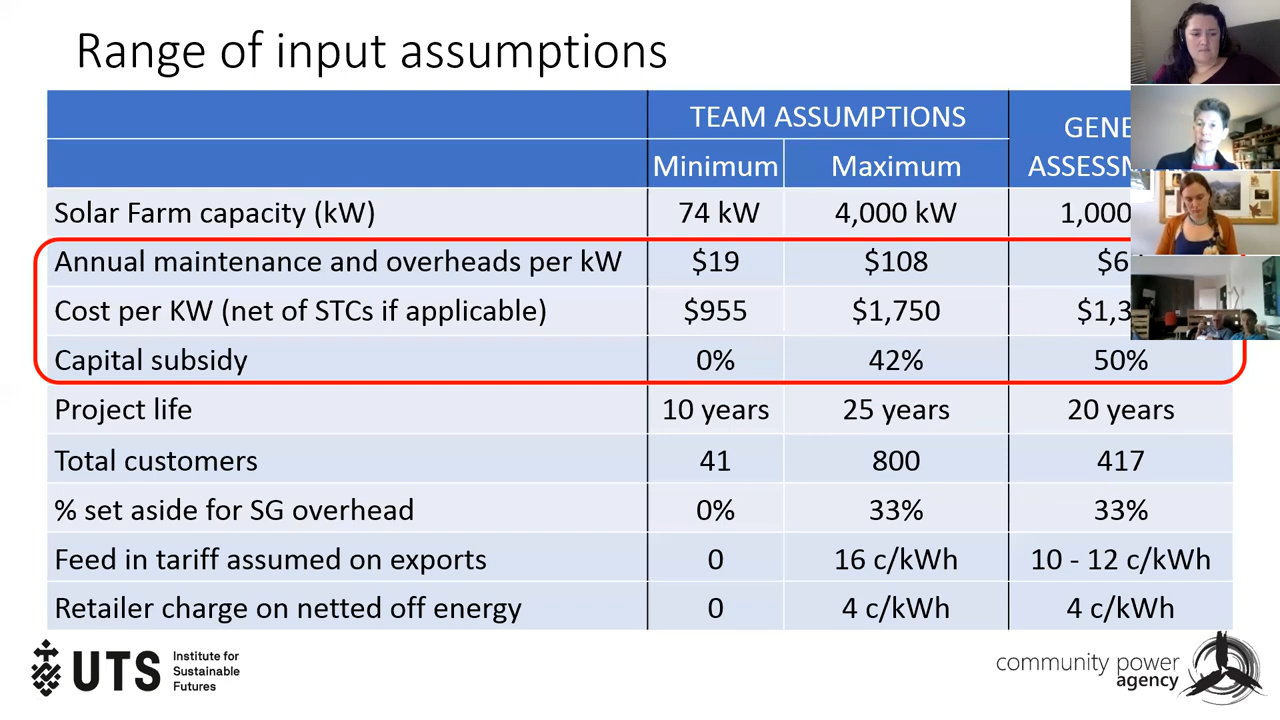 Range of input assumptions
TEAM ASSUMPTIONS
Minimum Maximum
Solar Farm capacity (kW) 74 kW 4,000 kW 1,000
Annual maintenance and overheads per kW $19 $108
Cost per KW (net of STCs if applicable) $955 $1,750
Capital subsidy 0% 42% 50%
Project life 10 years 25 years 20 years
Total customers 41 800 417
% set aside for SG overhead 0% 33% 33%
Feed in tariff assumed on exports 0 16 c/kWh 10 - 12 c/kWh
Retailer charge on netted off energy 0 4 c/kWh 4 c/kWh
UTS
Institute for
Sustainable
Futures
community power
agency